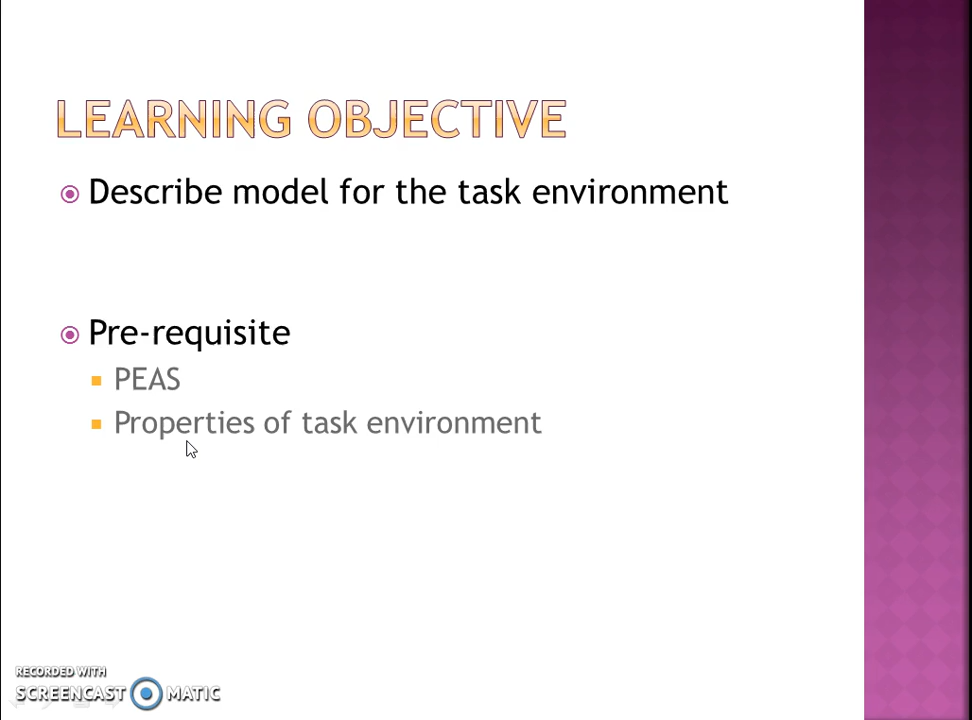 LEARNING OBJECTIVE
Describe model for the task environment
Pre-requisite
PEAS
Properties of task environment
RECORDED WITH
SCREENCAST MATIC